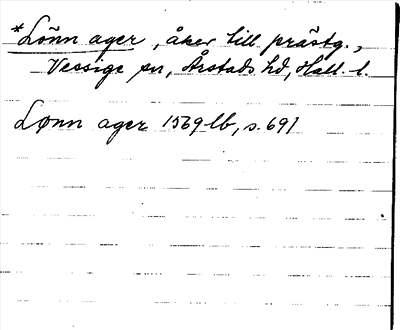 *Lönn ager, åker till prästg.,
Vessige sn, Årstads hd, Hall. l.
Lønn ager 1569 lb, s. 691